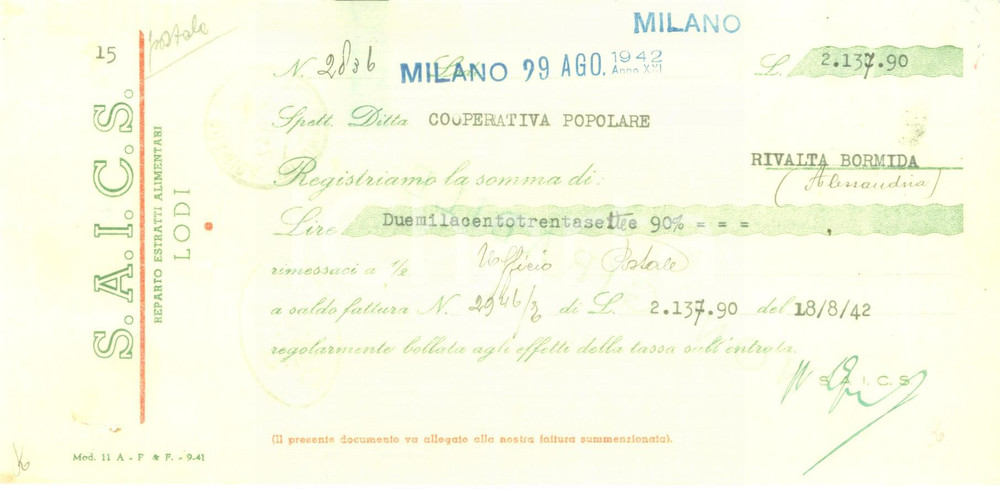 MILANO
15
postale
N. 2836
MILANO 29 AGO. 1942
Anno XXI
L. 2.137.90
S.A.I.C.S.
REPARTO ESTRATTI ALIMENTARI
LODI
Spett. Ditta COOPERATIVA POPOLARE
RIVALTA BORMIDA
(Alessandria)
Registriamo la somma di:
Lire Duemilacentotrentasette e 90% = = =,
rimessaci a ½ Ufficio Postale
a saldo fattura N. 2946/3 di L. 2.137.90 del 18/8/42
regolarmente bollata agli effetti della tassa sull'entrata.
S.A.I.C.S.
(Il presente documento va allegato alla nostra fattura summenzionata).
Mod. 11 A - F & F. - 9-41